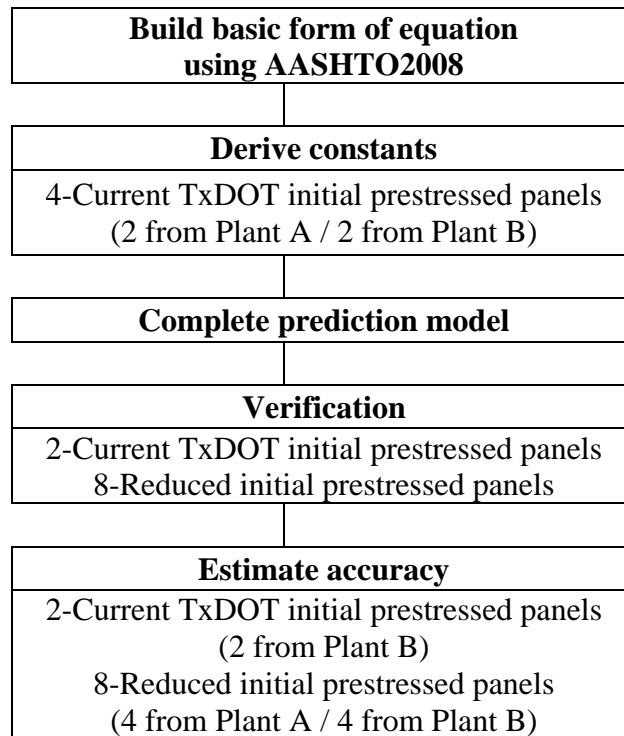 Build basic form of equation
using AASHTO2008
Derive constants
4-Current TxDOT initial prestressed panels
(2 from Plant A / 2 from Plant B)
Complete prediction model
Verification
2-Current TxDOT initial prestressed panels
8-Reduced initial prestressed panels
Estimate accuracy
2-Current TxDOT initial prestressed panels
(2 from Plant B)
8-Reduced initial prestressed panels
(4 from Plant A / 4 from Plant B)